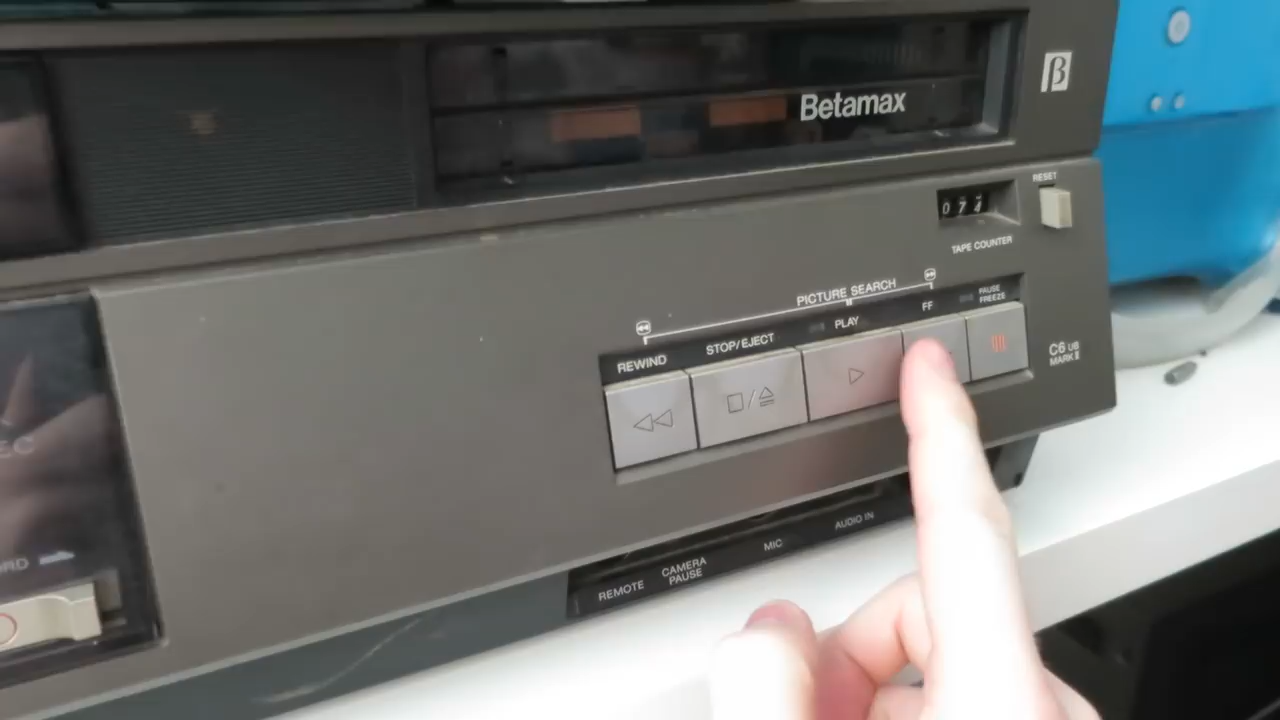 Betamax
β
RESET
074
TAPE COUNTER
PICTURE SEARCH
REWIND
STOP/EJECT
PLAY
FF
PAUSE
FREEZE
C6 UB
MARK II
REMOTE
CAMERA
PAUSE
MIC
AUDIO IN